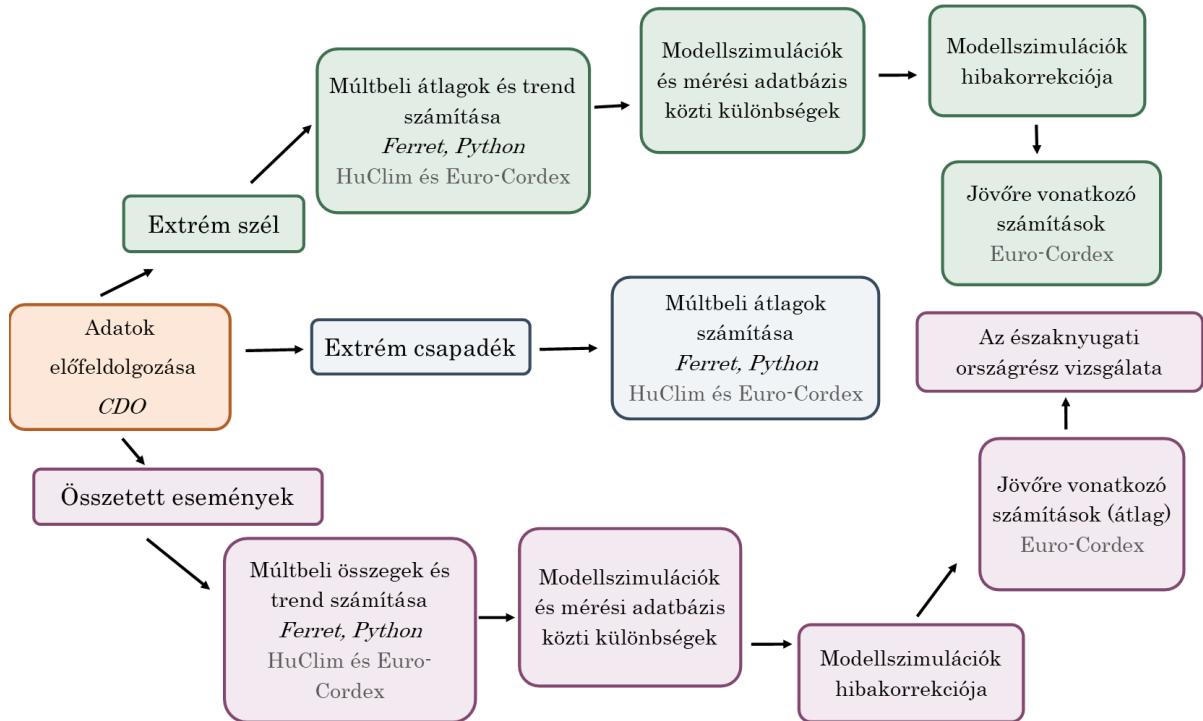 Adatok
előfeldolgozása
CDO
Extrém szél
Múltbeli átlagok és trend
számítása
Ferret, Python
HuClim és Euro-Cordex
Modellszimulációk
és mérési adatbázis
közti különbségek
Modellszimulációk
hibakorrekciója
Jövőre vonatkozó
számítások
Euro-Cordex
Extrém csapadék
Múltbeli átlagok
számítása
Ferret, Python
HuClim és Euro-Cordex
Összetett események
Múltbeli összegek és
trend számítása
Ferret, Python
HuClim és Euro-
Cordex
Modellszimulációk
és mérési adatbázis
közti különbségek
Modellszimulációk
hibakorrekciója
Jövőre vonatkozó
számítások (átlag)
Euro-Cordex
Az északnyugati
országrész vizsgálata